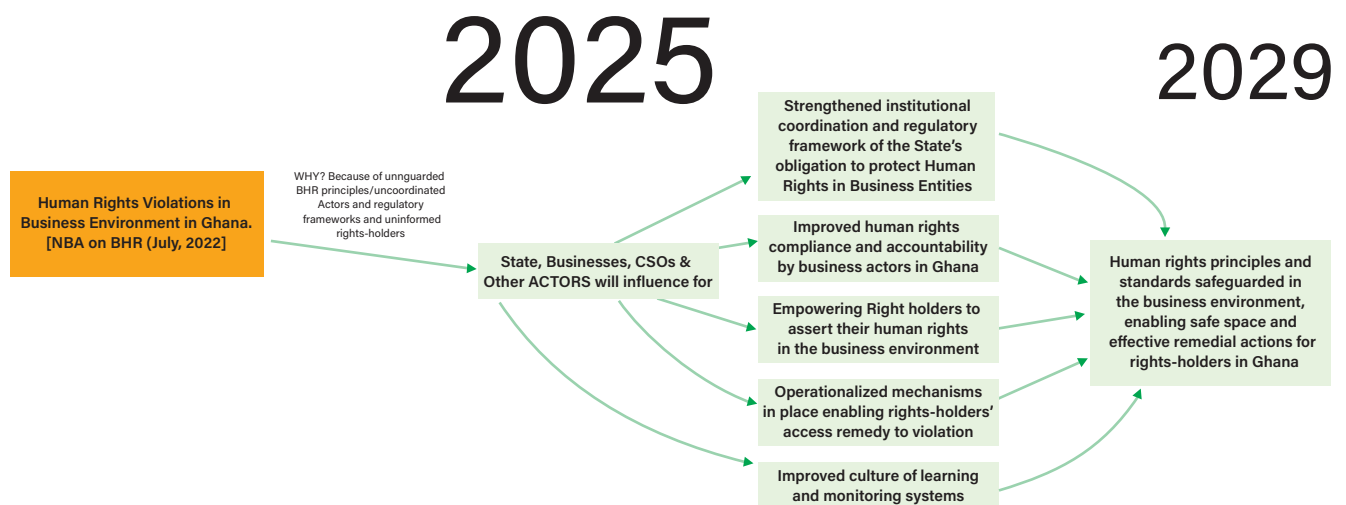 2025
2029
Human Rights Violations in
Business Environment in Ghana.
[NBA on BHR (July, 2022]
WHY? Because of unnguarded
BHR principles/uncoordinated
Actors and regulatory
frameworks and uninformed
rights-holders
State, Businesses, CSOs &
Other ACTORS will influence for
Strengthened institutional
coordination and regulatory
framework of the State’s
obligation to protect Human
Rights in Business Entities
Improved human rights
compliance and accountability
by business actors in Ghana
Empowering Right holders to
assert their human rights
in the business environment
Operationalized mechanisms
in place enabling rights-holders’
access remedy to violation
Improved culture of learning
and monitoring systems
Human rights principles and
standards safeguarded in
the business environment,
enabling safe space and
effective remedial actions for
rights-holders in Ghana